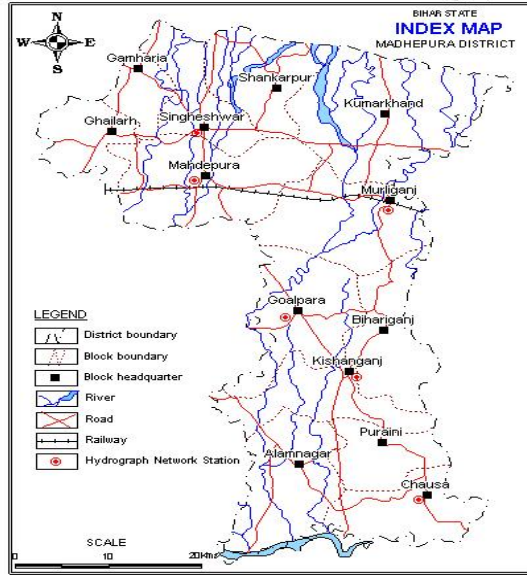 BIHAR STATE
INDEX MAP
MADHEPURA DISTRICT
N
W E
S
Gamharia
Shankarpur
Kumarkhand
Ghailarh
Singheshwar
Mahdepura
Murliganj
Goalpara
Bihariganj
Kishanganj
Puraini
Alamnagar
Chausa
LEGEND
District boundary
Block boundary
Block headquarter
River
Road
Railway
Hydrograph Network Station
SCALE
0 10 20Kms